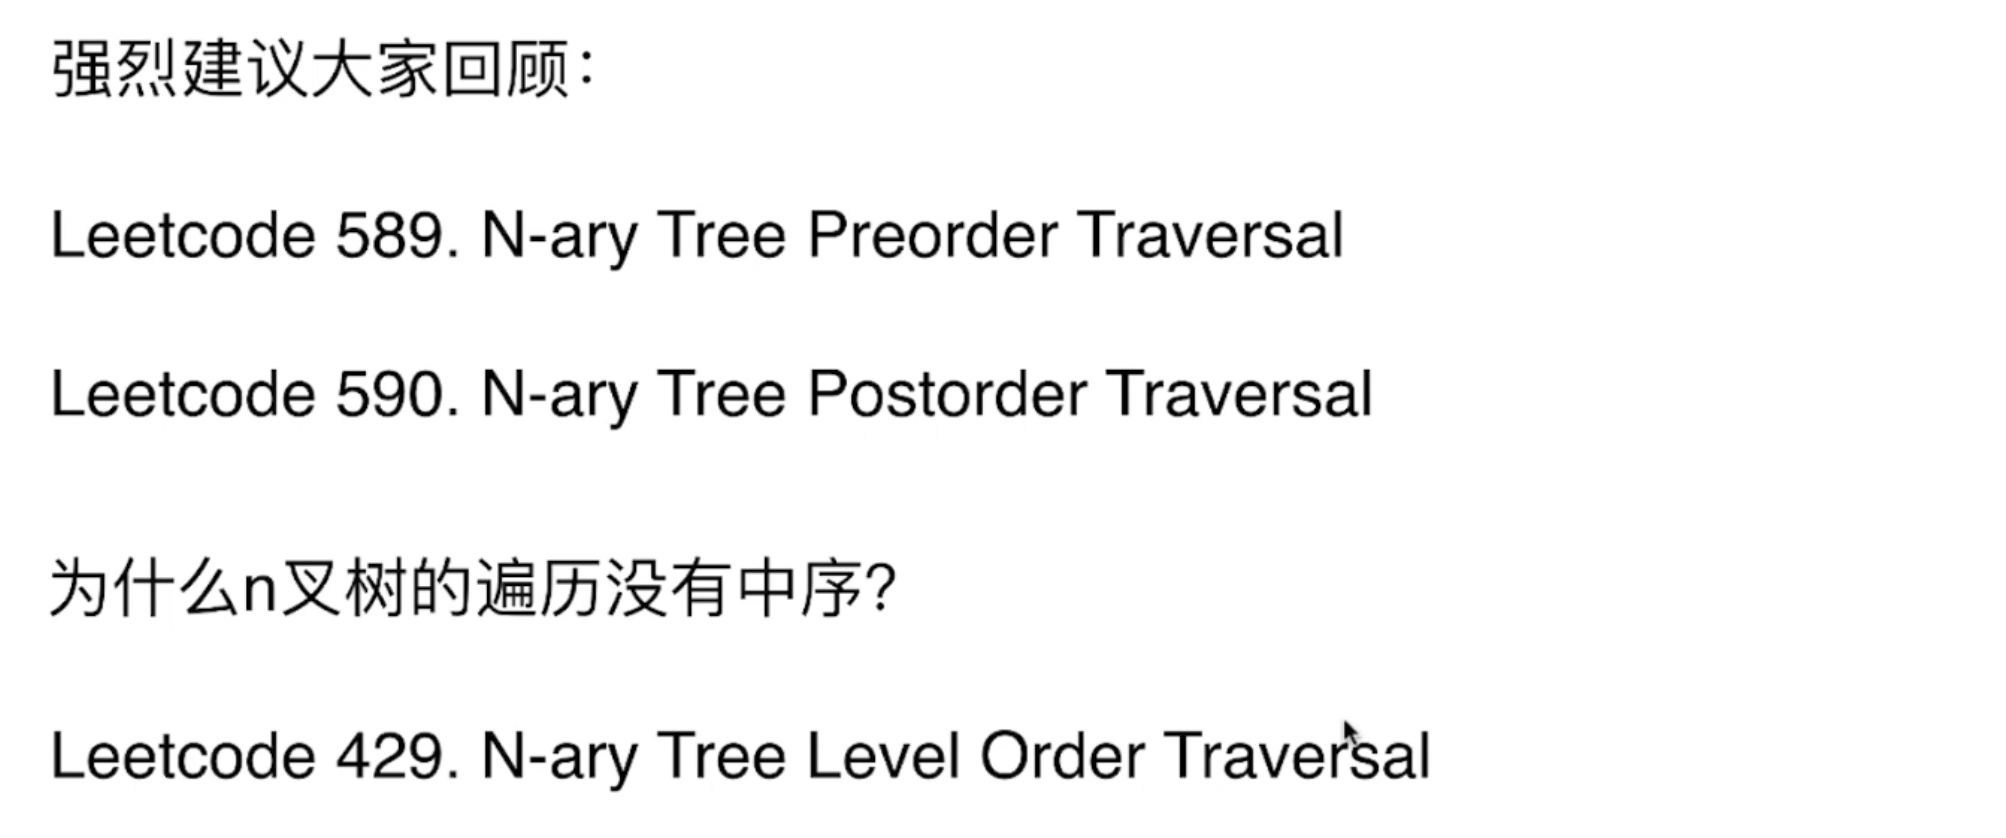 强烈建议大家回顾：
Leetcode 589. N-ary Tree Preorder Traversal
Leetcode 590. N-ary Tree Postorder Traversal
为什么n叉树的遍历没有中序？
Leetcode 429. N-ary Tree Level Order Traversal